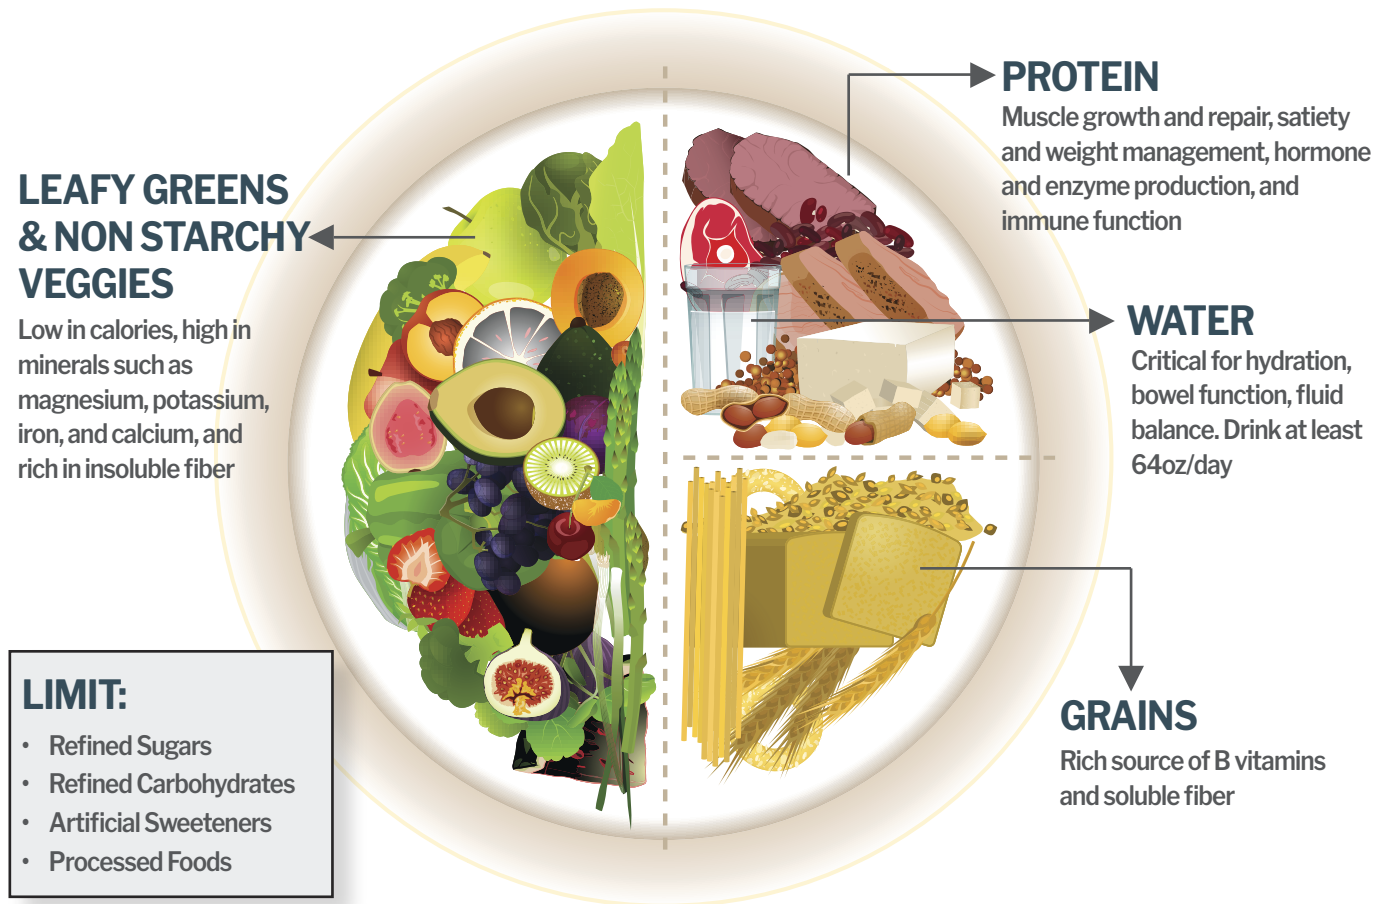 PROTEIN
Muscle growth and repair, satiety
and weight management, hormone
and enzyme production, and
immune function
LEAFY GREENS
& NON STARCHY
VEGGIES
Low in calories, high in
minerals such as
magnesium, potassium,
iron, and calcium, and
rich in insoluble fiber
WATER
Critical for hydration,
bowel function, fluid
balance. Drink at least
64oz/day
LIMIT:
• Refined Sugars
• Refined Carbohydrates
• Artificial Sweeteners
• Processed Foods
GRAINS
Rich source of B vitamins
and soluble fiber